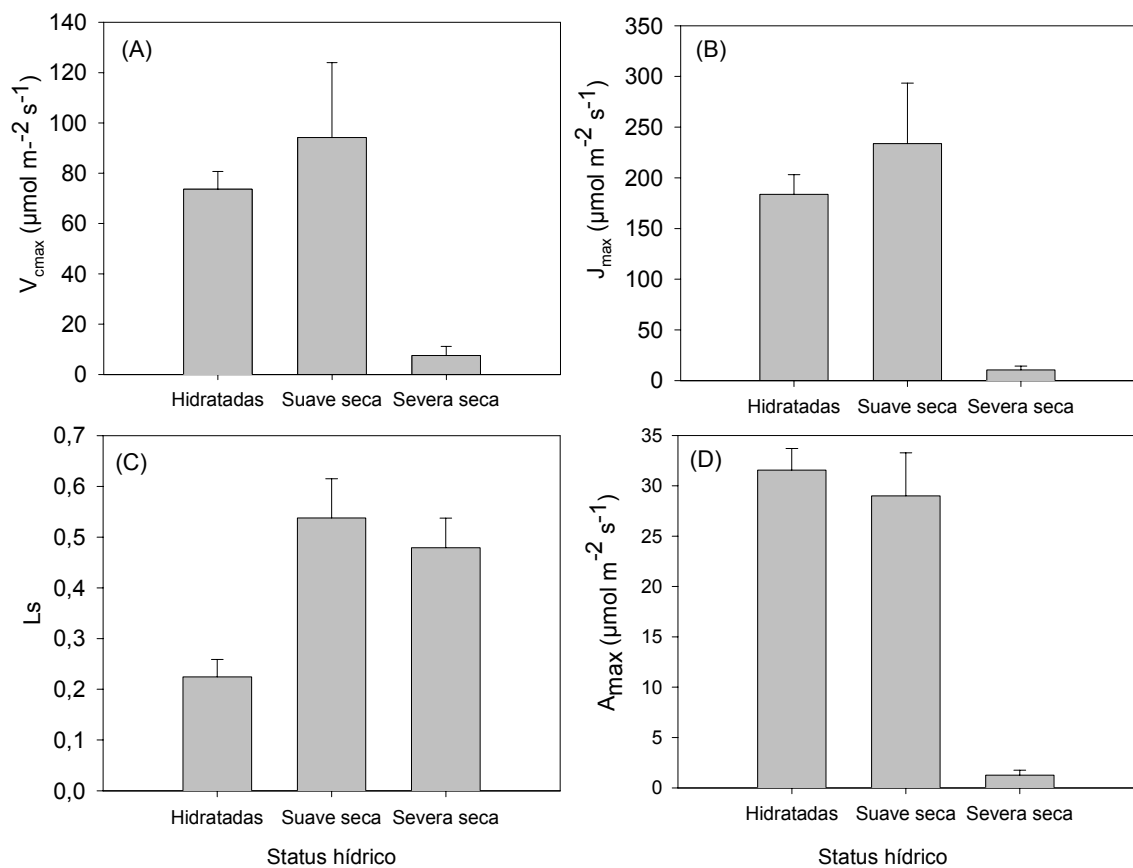 (A)
V_cmax (µmol m-⁻² s⁻¹)
140
120
100
80
60
40
20
0
Hidratadas Suave seca Severa seca
(B)
J_max (µmol m⁻² s⁻¹)
350
300
250
200
150
100
50
0
Hidratadas Suave seca Severa seca
(C)
Ls
0,7
0,6
0,5
0,4
0,3
0,2
0,1
0,0
Hidratadas Suave seca Severa seca
Status hídrico
(D)
A_max (µmol m⁻² s⁻¹)
35
30
25
20
15
10
5
0
Hidratadas Suave seca Severa seca
Status hídrico